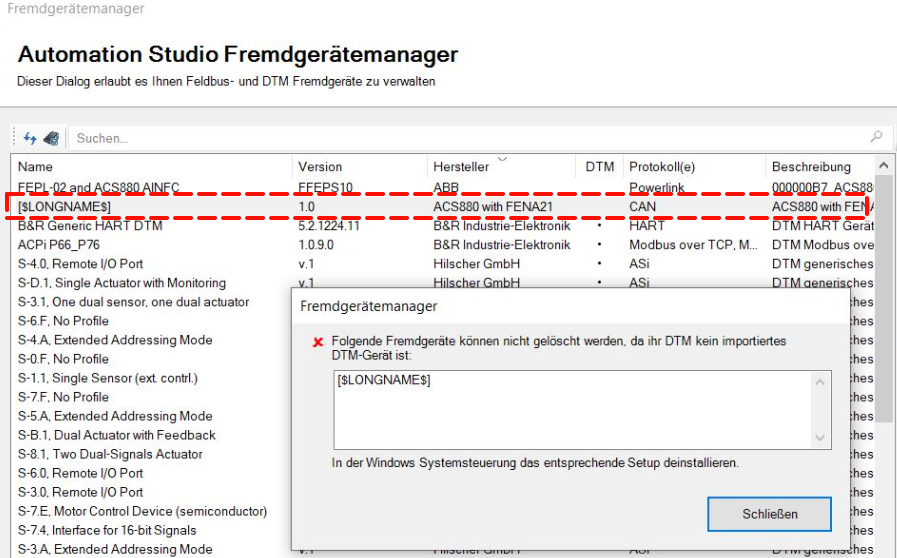 Fremdgerätemanager
Automation Studio Fremdgerätemanager
Dieser Dialog erlaubt es Ihnen Feldbus- und DTM Fremdgeräte zu verwalten
Suchen...
Name Version Hersteller DTM Protokoll(e) Beschreibung
FEPL-02 and ACS880 AINFC FFEPS10 ABB Powerlink 000000B7_ACS88
[$LONGNAME$] 1.0 ACS880 with FENA21 CAN ACS880 with FENA
B&R Generic HART DTM 5.2.1224.11 B&R Industrie-Elektronik • HART DTM HART Gerät
ACPi P66_P76 1.0.9.0 B&R Industrie-Elektronik • Modbus over TCP, M... DTM Modbus ove
S-4.0, Remote I/O Port v.1 Hilscher GmbH • ASi DTM generisches
S-D.1, Single Actuator with Monitoring v.1 Hilscher GmbH • ASi DTM generisches
S-3.1, One dual sensor, one dual actuator ches
S-6.F, No Profile ches
S-4.A, Extended Addressing Mode ches
S-0.F, No Profile ches
S-1.1, Single Sensor (ext. contrl.) ches
S-7.F, No Profile ches
S-5.A, Extended Addressing Mode ches
S-B.1, Dual Actuator with Feedback ches
S-8.1, Two Dual-Signals Actuator ches
S-6.0, Remote I/O Port ches
S-3.0, Remote I/O Port ches
S-7.E, Motor Control Device (semiconductor) ches
S-7.4, Interface for 16-bit Signals ches
S-3.A, Extended Addressing Mode v.1 Hilscher GmbH • ASi DTM generisches
Fremdgerätemanager
Folgende Fremdgeräte können nicht gelöscht werden, da ihr DTM kein importiertes
DTM-Gerät ist:
[$LONGNAME$]
In der Windows Systemsteuerung das entsprechende Setup deinstallieren.
Schließen